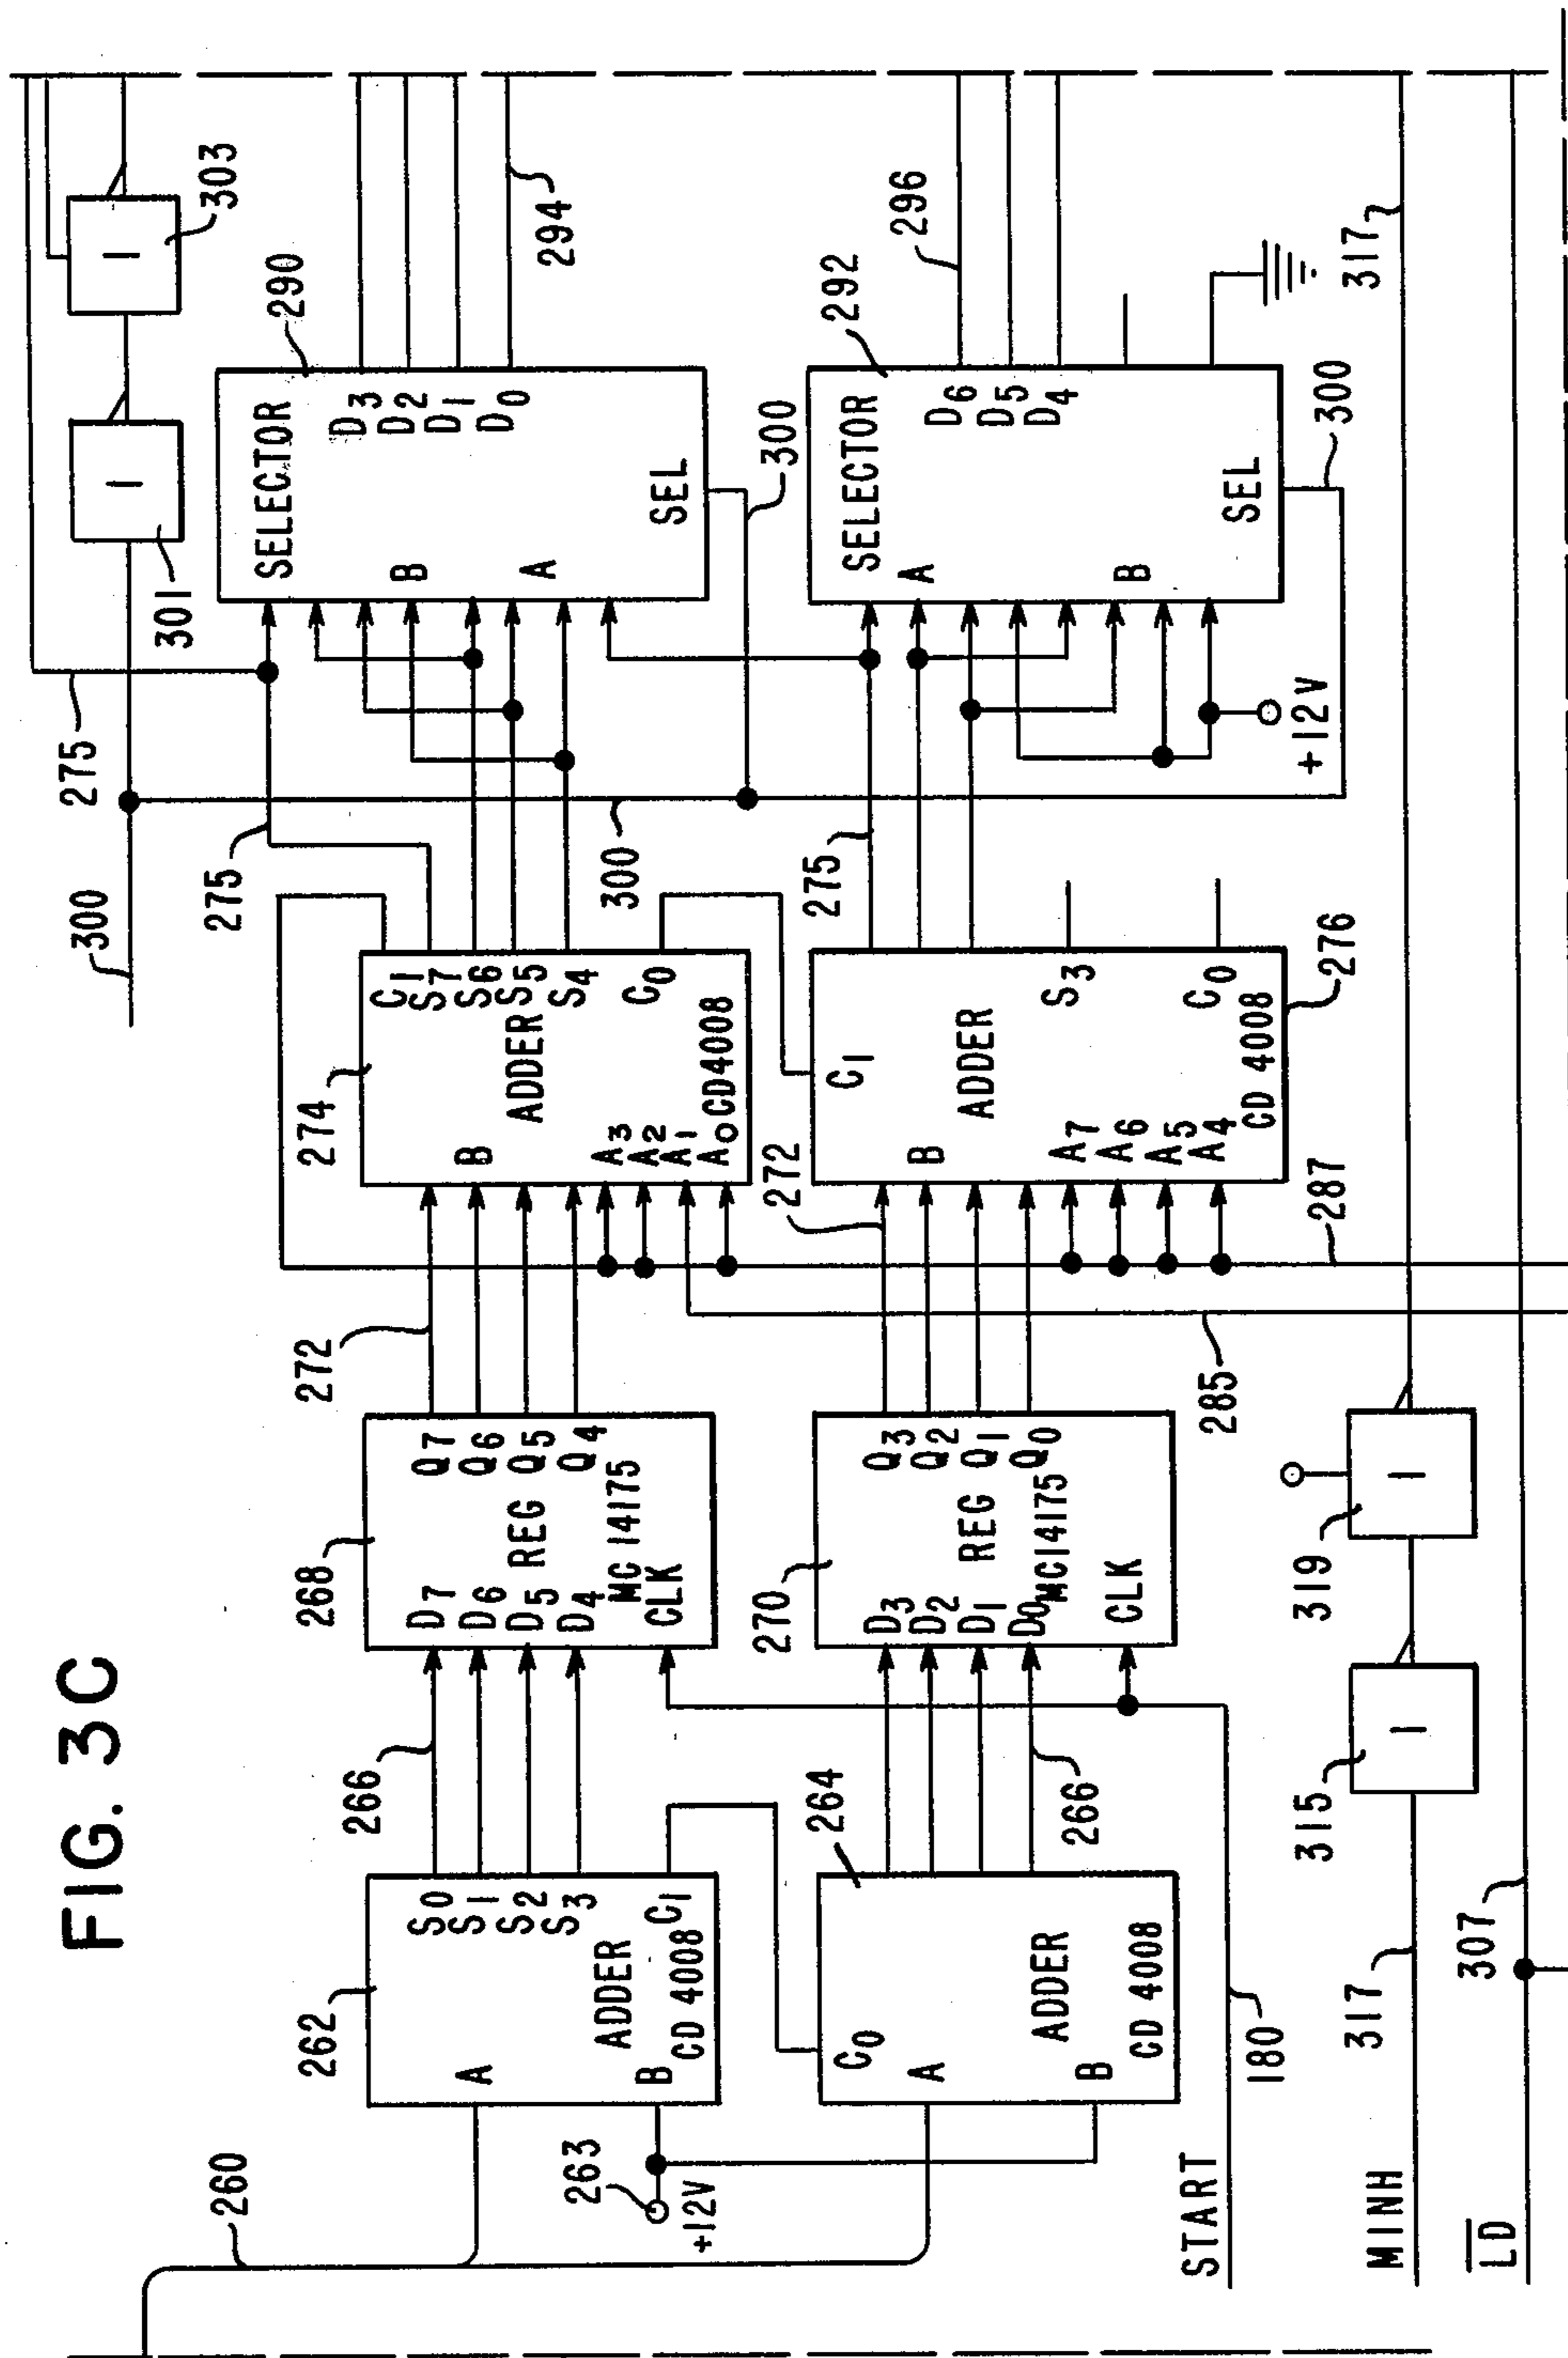 FIG. 3C
260
262
A
S0
S1
S2
S3
ADDER
B
CD 4008
C1
263
+12V
266
264
C0
A
ADDER
B
CD 4008
266
START
180
268
D7
D6
D5
D4
Q7
Q6
Q5
Q4
REG
MC 14175
CLK
270
D3
D2
D1
D0
Q3
Q2
Q1
Q0
REG
MC14175
CLK
272
274
B
ADDER
C1
S7
S6
S5
S4
C0
A3
A2
A1
A0
CD4008
272
C1
B
ADDER
S3
C0
A7
A6
A5
A4
CD 4008
276
285
287
300
275
275
300
275
301
I
303
I
SELECTOR
290
B
A
D3
D2
D1
D0
SEL
294
300
SELECTOR
292
A
B
D6
D5
D4
SEL
296
+12V
300
MINH
317
315
I
319
I
317
LD
307